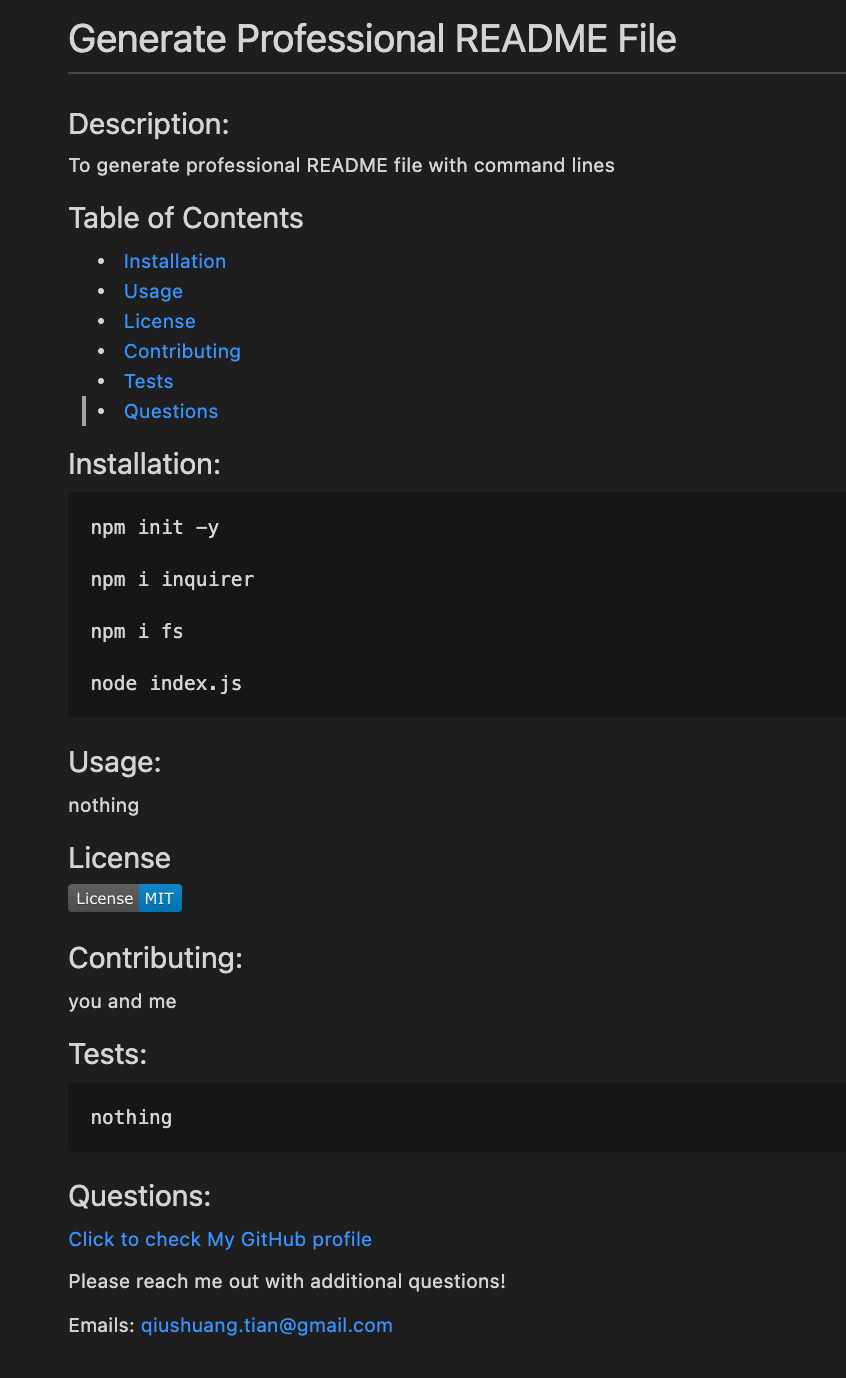 Generate Professional README File
Description:
To generate professional README file with command lines
Table of Contents
• Installation
• Usage
• License
• Contributing
• Tests
• Questions
Installation:
npm init -y
npm i inquirer
npm i fs
node index.js
Usage:
nothing
License
License MIT
Contributing:
you and me
Tests:
nothing
Questions:
Click to check My GitHub profile
Please reach me out with additional questions!
Emails: qiushuang.tian@gmail.com